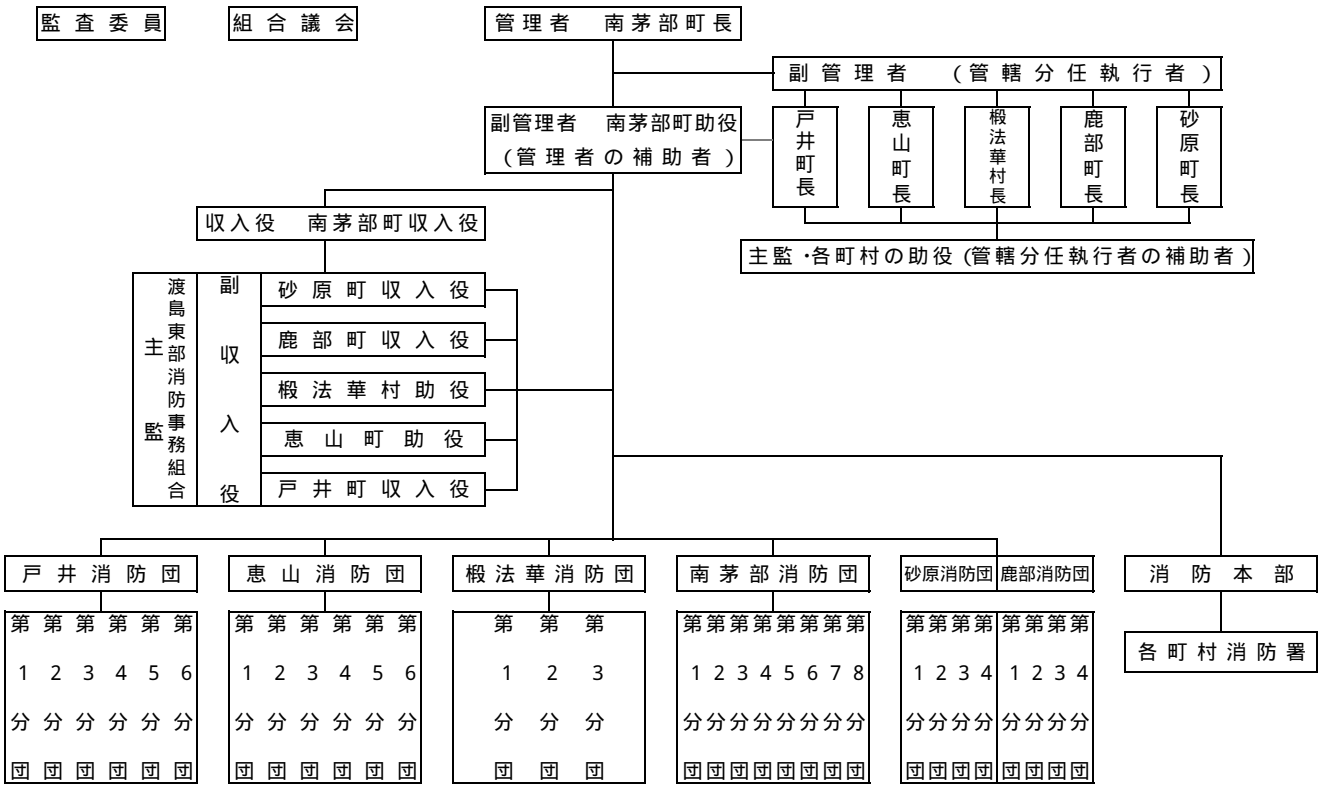 監査委員
組合議会
管理者　南茅部町長
副管理者　(管轄分任執行者)
副管理者　南茅部町助役
(管理者の補助者)
戸井町長
恵山町長
椴法華村長
鹿部町長
砂原町長
収入役　南茅部町収入役
主監・各町村の助役(管轄分任執行者の補助者)
渡島東部消防事務組合
主監
副収入役
砂原町収入役
鹿部町収入役
椴法華村助役
恵山町助役
戸井町収入役
戸井消防団
恵山消防団
椴法華消防団
南茅部消防団
砂原消防団
鹿部消防団
消防本部
各町村消防署
第1分団
第2分団
第3分団
第4分団
第5分団
第6分団
第1分団
第2分団
第3分団
第4分団
第5分団
第6分団
第1分団
第2分団
第3分団
第1分団
第2分団
第3分団
第4分団
第5分団
第6分団
第7分団
第8分団
第1分団
第2分団
第3分団
第4分団
第1分団
第2分団
第3分団
第4分団